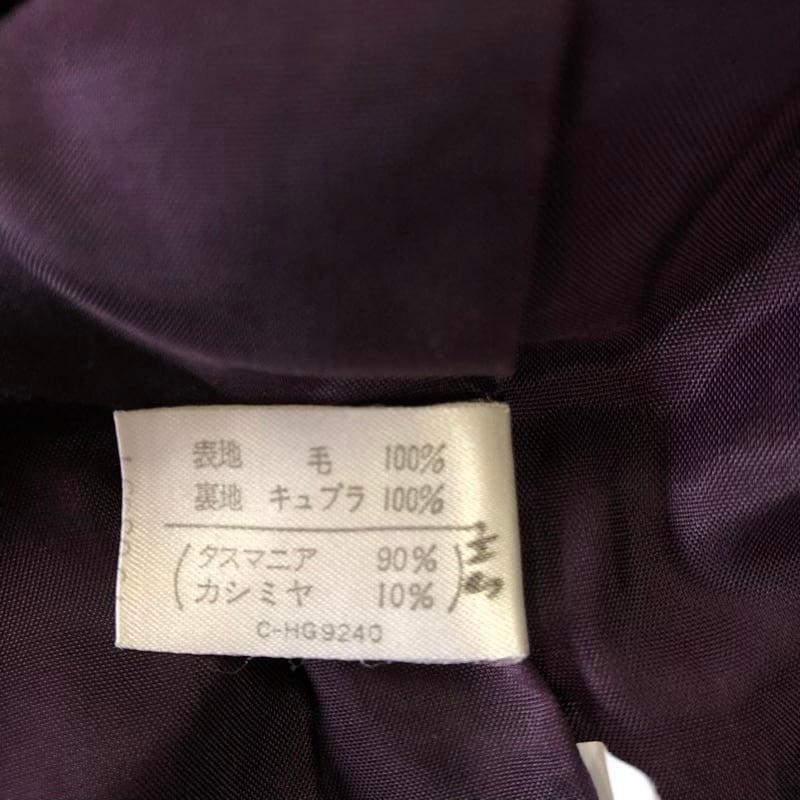 表地 毛 100%
裏地 キュプラ 100%
(タスマニア 90%
カシミヤ 10%)
C-HG9240